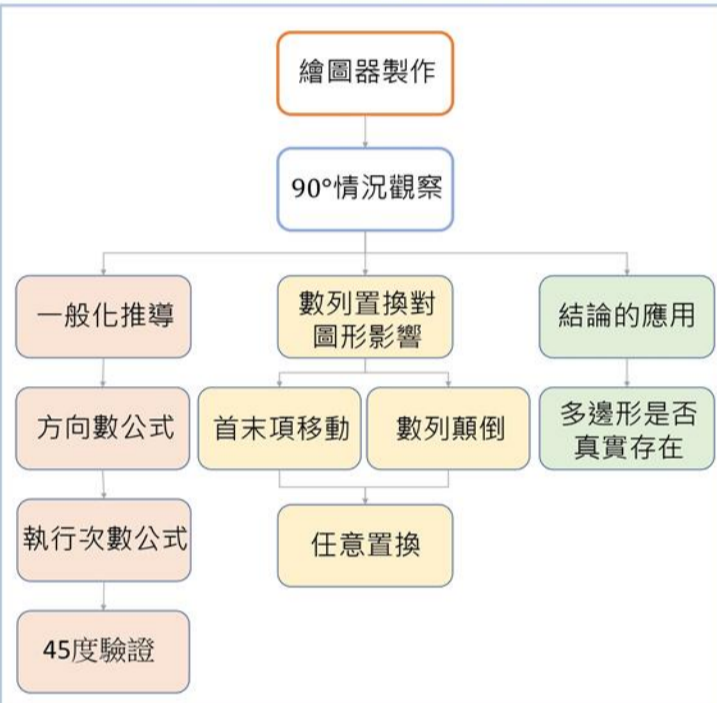 繪圖器製作
90°情況觀察
一般化推導
數列置換對
圖形影響
結論的應用
方向數公式
首末項移動
數列顛倒
多邊形是否
真實存在
執行次數公式
任意置換
45度驗證